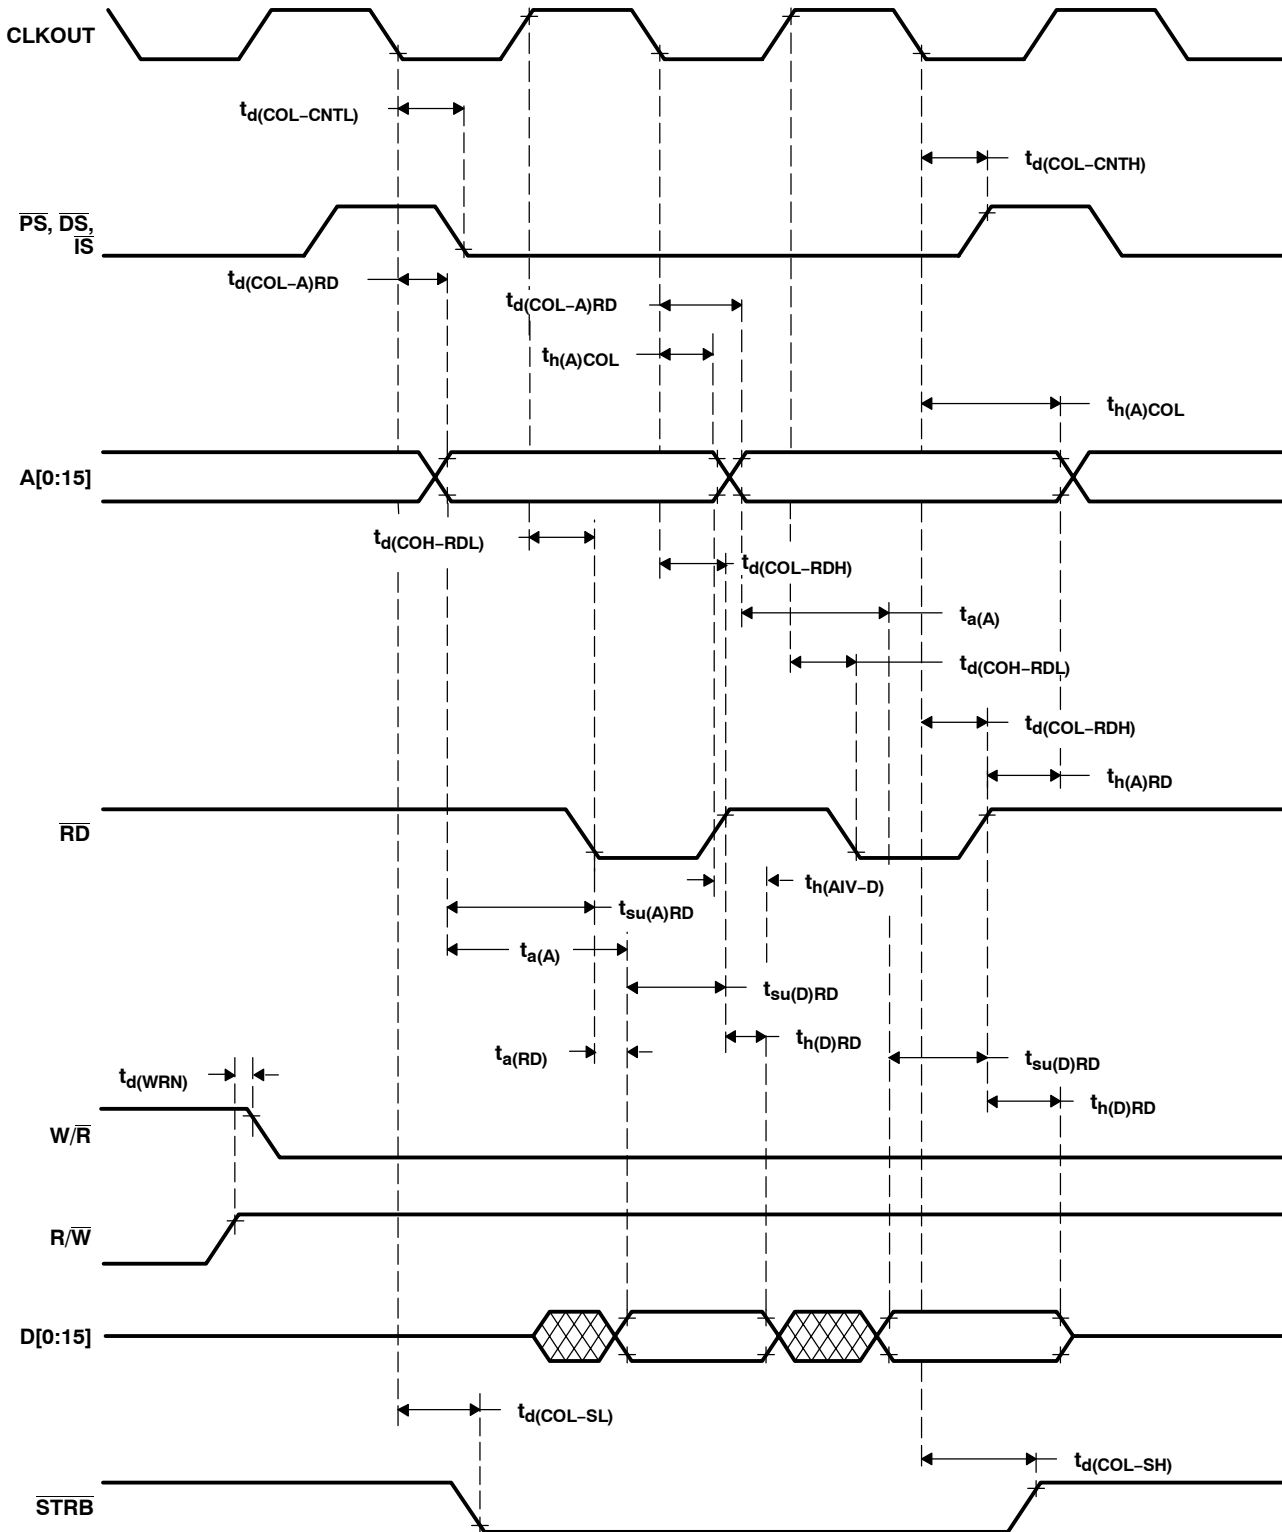 CLKOUT
td(COL–CNTL)
td(COL–CNTH)
PS, DS,
IS
td(COL–A)RD
td(COL–A)RD
th(A)COL
th(A)COL
A[0:15]
td(COH–RDL)
td(COL–RDH)
ta(A)
td(COH–RDL)
td(COL–RDH)
th(A)RD
RD
th(AIV–D)
tsu(A)RD
ta(A)
tsu(D)RD
th(D)RD
ta(RD)
tsu(D)RD
td(WRN)
th(D)RD
W/R
R/W
D[0:15]
td(COL–SL)
td(COL–SH)
STRB